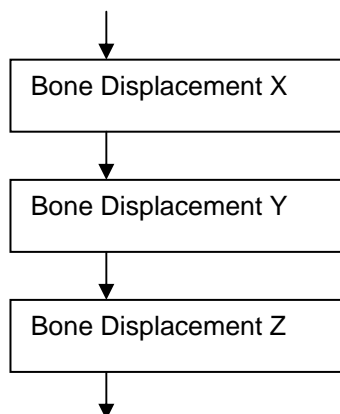 Bone Displacement X
Bone Displacement Y
Bone Displacement Z